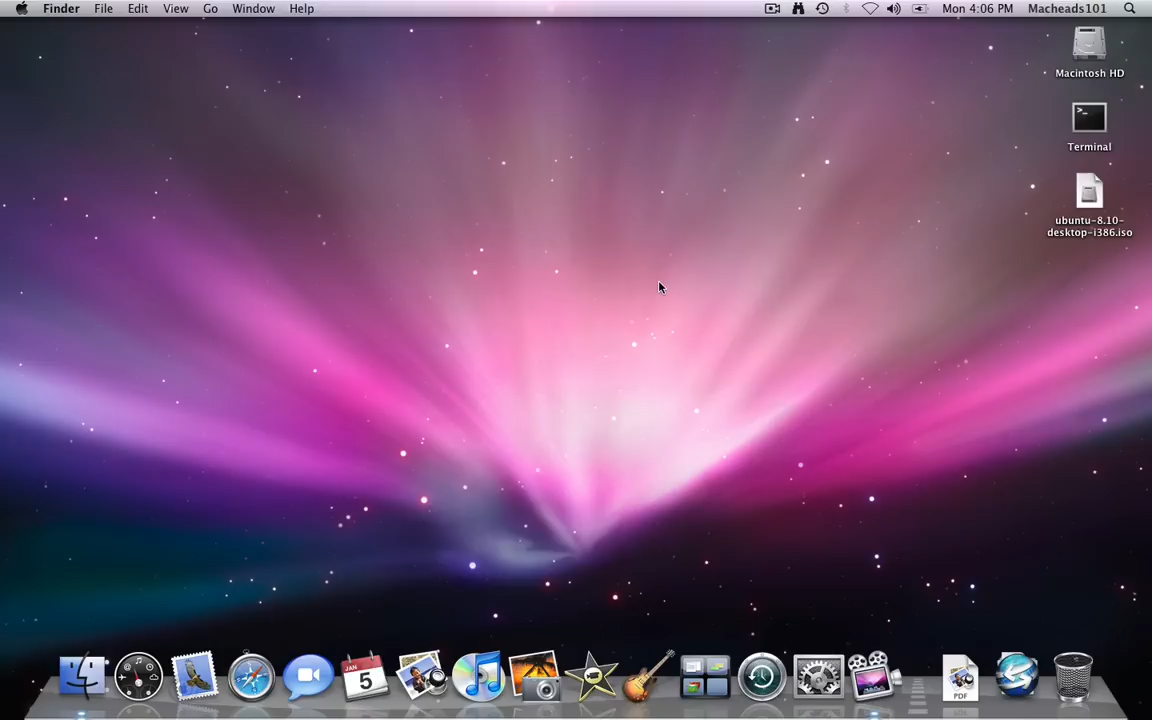 Finder File Edit View Go Window Help Mon 4:06 PM Macheads101
Macintosh HD
Terminal
ubuntu-8.10-
desktop-i386.iso
JAN
5
PDF